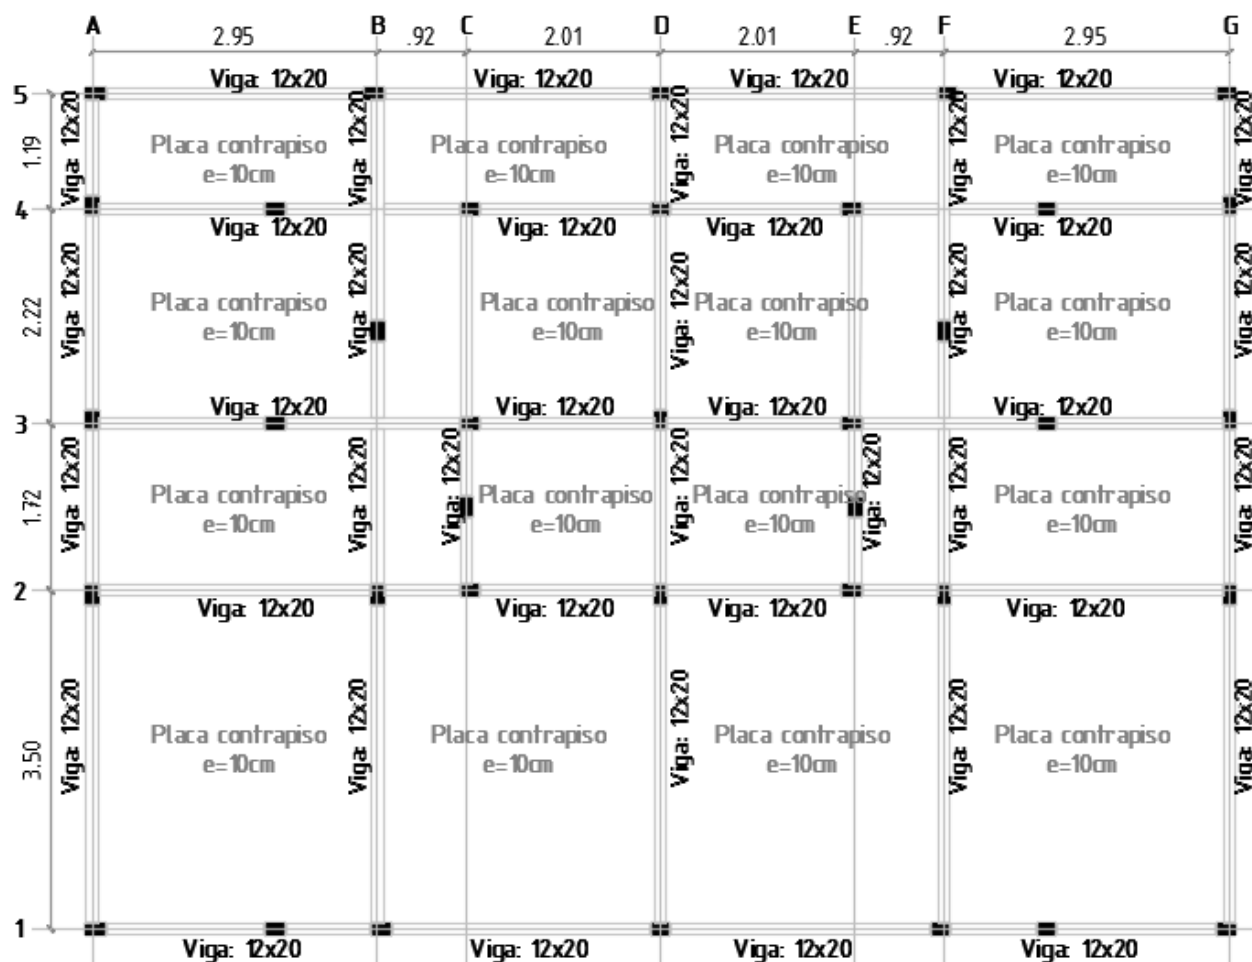 A B C D E F G
2.95 .92 2.01 2.01 .92 2.95
Viga: 12x20 Viga: 12x20 Viga: 12x20 Viga: 12x20
5
1.19
Viga: 12x20 Viga: 12x20 Viga: 12x20 Viga: 12x20 Viga: 12x20
Placa contrapiso Placa contrapiso Placa contrapiso Placa contrapiso
e=10cm e=10cm e=10cm e=10cm
4
Viga: 12x20 Viga: 12x20 Viga: 12x20 Viga: 12x20
2.22
Viga: 12x20 Viga: 12x20 Viga: 12x20 Viga: 12x20 Viga: 12x20
Placa contrapiso Placa contrapiso Placa contrapiso Placa contrapiso
e=10cm e=10cm e=10cm e=10cm
Viga: 12x20 Viga: 12x20 Viga: 12x20 Viga: 12x20
3
1.72
Viga: 12x20 Viga: 12x20 Viga: 12x20 Viga: 12x20 Viga: 12x20 Viga: 12x20 Viga: 12x20
Placa contrapiso Placa contrapiso Placa contrapiso Placa contrapiso
e=10cm e=10cm e=10cm e=10cm
2
Viga: 12x20 Viga: 12x20 Viga: 12x20 Viga: 12x20
3.50
Viga: 12x20 Viga: 12x20 Viga: 12x20 Viga: 12x20 Viga: 12x20
Placa contrapiso Placa contrapiso Placa contrapiso Placa contrapiso
e=10cm e=10cm e=10cm e=10cm
1
Viga: 12x20 Viga: 12x20 Viga: 12x20 Viga: 12x20